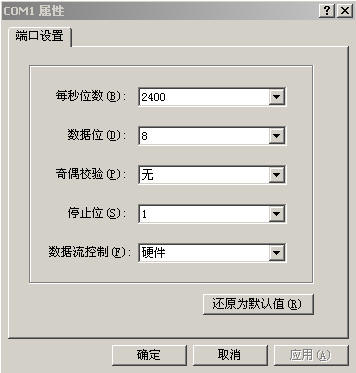 COM1 属性
端口设置
每秒位数(B): 2400
数据位(D): 8
奇偶校验(P): 无
停止位(S): 1
数据流控制(F): 硬件
还原为默认值(R)
确定 取消 应用(A)